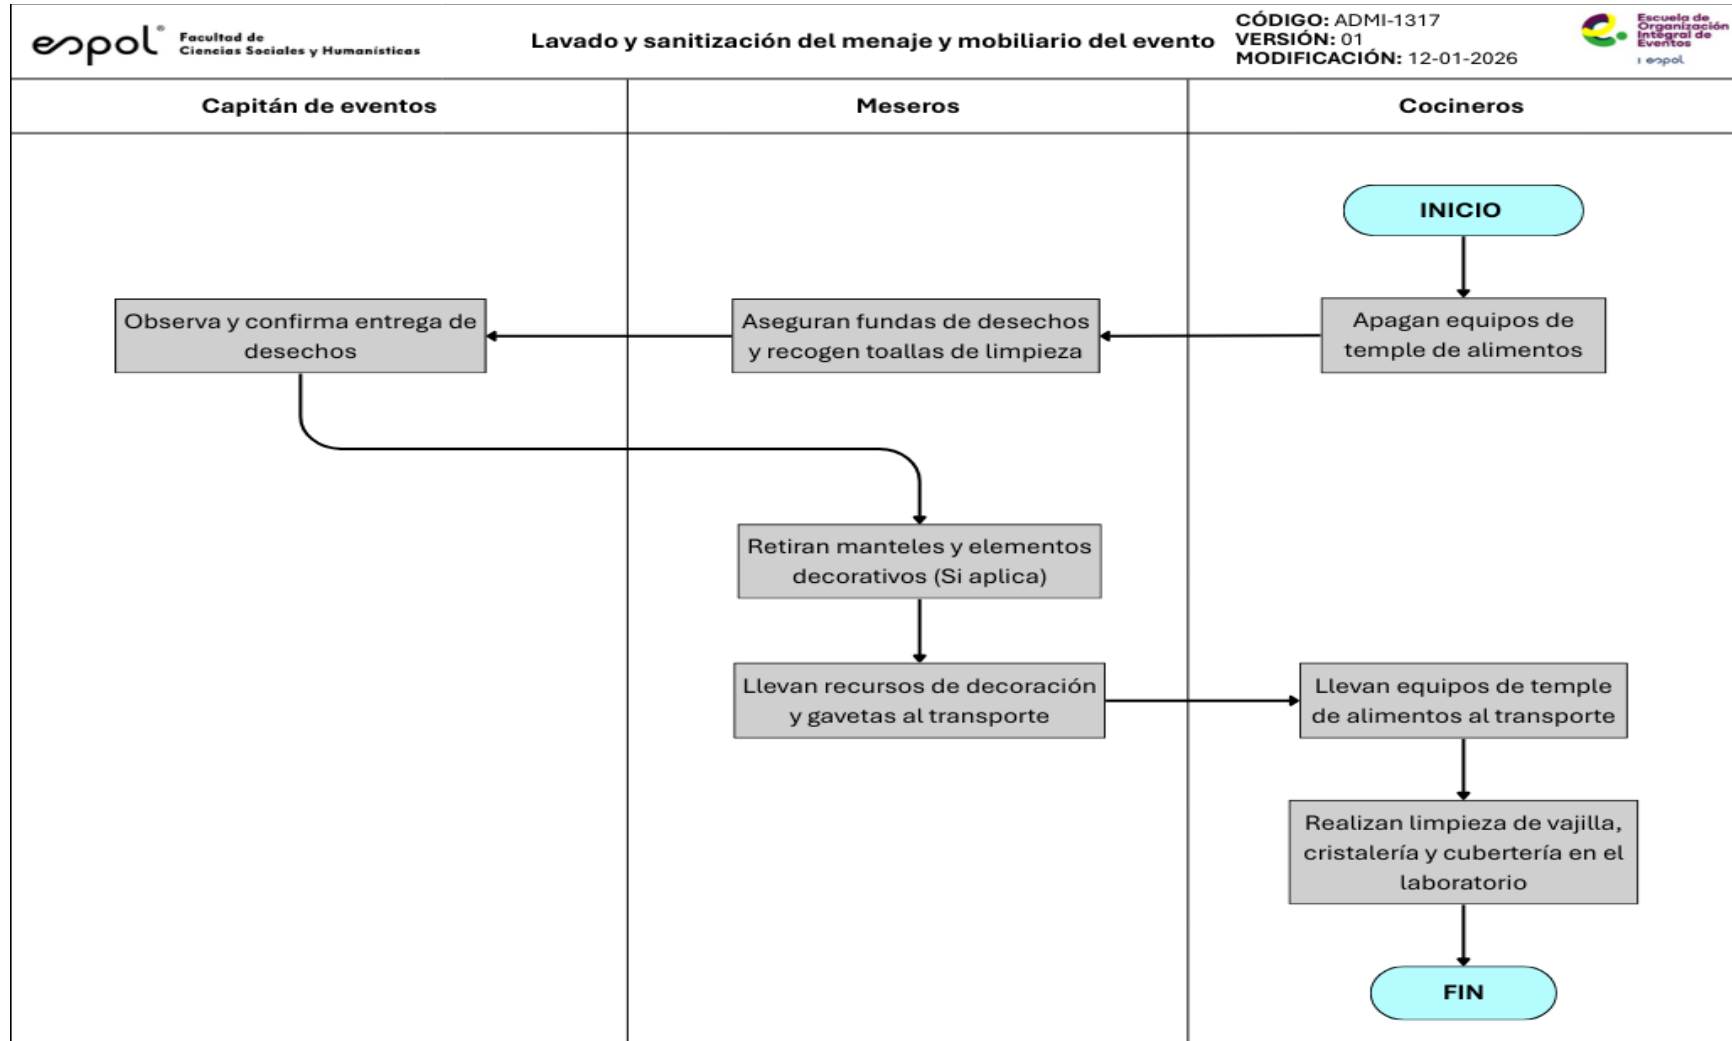 espol
Facultad de
Ciencias Sociales y Humanísticas
Lavado y sanitización del menaje y mobiliario del evento
CÓDIGO: ADMI-1317
VERSIÓN: 01
MODIFICACIÓN: 12-01-2026
Escuela de
Organización
Integral de
Eventos
espol
Capitán de eventos
Meseros
Cocineros
INICIO
Observa y confirma entrega de
desechos
Aseguran fundas de desechos
y recogen toallas de limpieza
Apagan equipos de
temple de alimentos
Retiran manteles y elementos
decorativos (Si aplica)
Llevan recursos de decoración
y gavetas al transporte
Llevan equipos de temple
de alimentos al transporte
Realizan limpieza de vajilla,
cristalería y cubertería en el
laboratorio
FIN